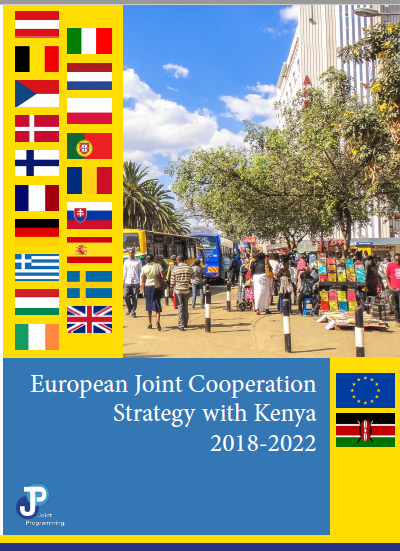 European Joint Cooperation
Strategy with Kenya
2018-2022
JP
Joint
Programming